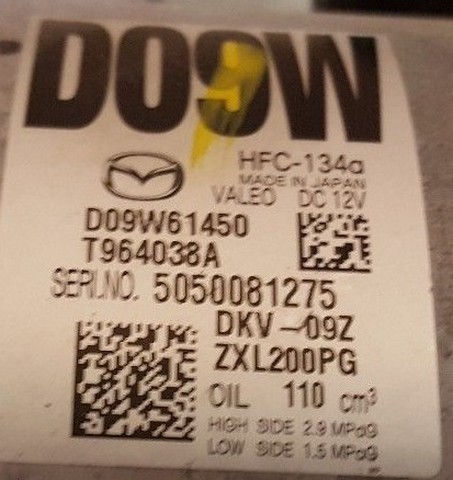 D09W
HFC-134a
MADE IN JAPAN
VALEO DC 12V
D09W61450
T964038A
SERI.NO. 5050081275
DKV-09Z
ZXL200PG
OIL 110 cm³
HIGH SIDE 2.9 MPaG
LOW SIDE 1.5 MPaG